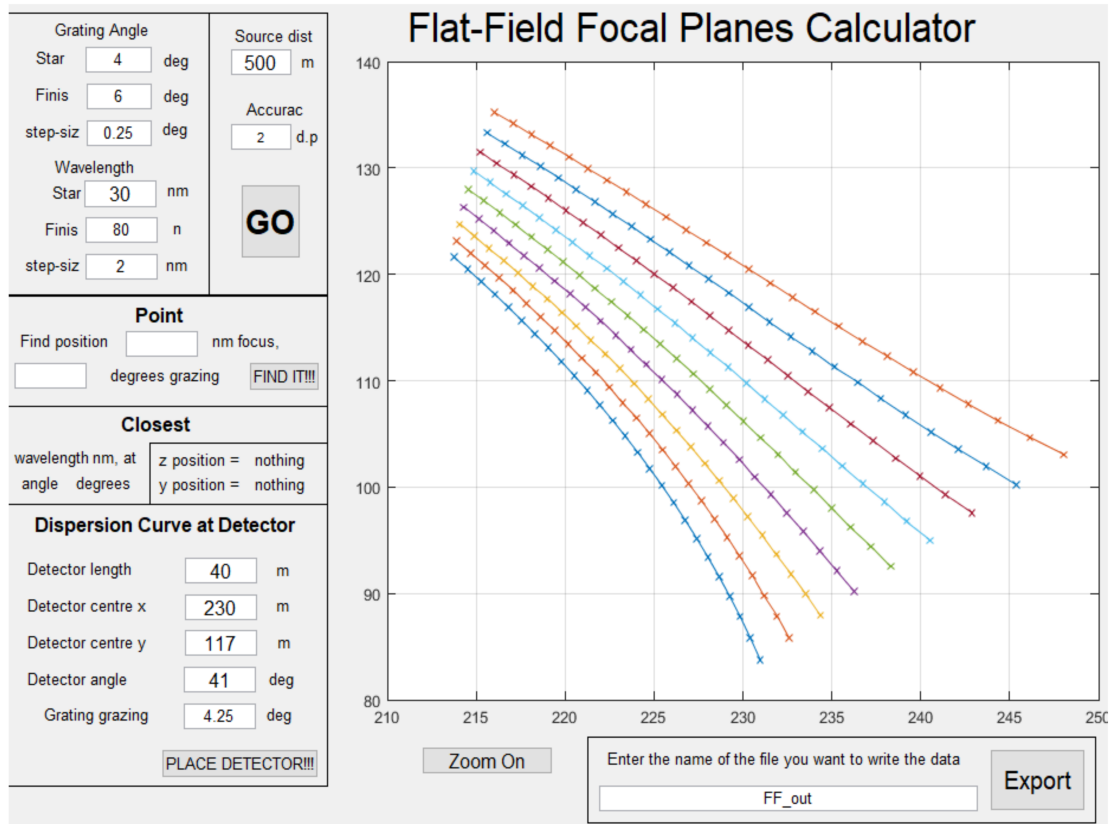 Flat-Field Focal Planes Calculator
Grating Angle
Star 4 deg
Finis 6 deg
step-siz 0.25 deg
Wavelength
Star 30 nm
Finis 80 n
step-siz 2 nm
Source dist
500 m
Accurac
2 d.p
GO
Point
Find position nm focus,
degrees grazing FIND IT!!!
Closest
wavelength nm, at
angle degrees
z position = nothing
y position = nothing
Dispersion Curve at Detector
Detector length 40 m
Detector centre x 230 m
Detector centre y 117 m
Detector angle 41 deg
Grating grazing 4.25 deg
PLACE DETECTOR!!!
140
130
120
110
100
90
80
210 215 220 225 230 235 240 245 250
Zoom On
Enter the name of the file you want to write the data
FF_out
Export